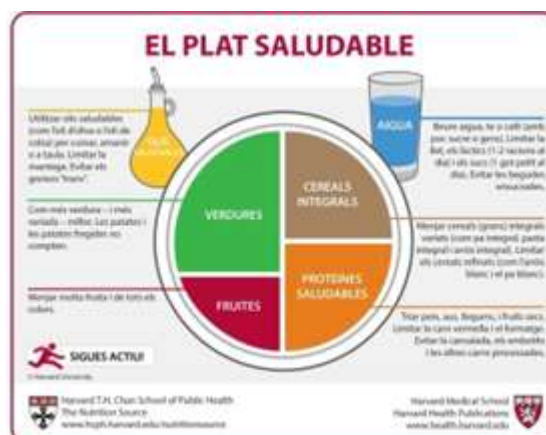 EL PLAT SALUDABLE
Utilitzar olis saludables
(com l'oli d'oliva o l'oli de
colza) per cuinar, amanir
o a taula. Limitar la
mantega. Evitar els
greixos "trans".
OLIS
SALUDABLES
AIGUA
Beure aigua, te o cafè (amb
poc sucre o gens). Limitar la
llet, els làctics (1-2 racions al
dia) i els sucs (1 got petit al
dia). Evitar les begudes
ensucrades.
VERDURES
CEREALS
INTEGRALS
Com més verdura – i més
variada – millor. Les patates i
les patates fregides no
compten.
Menjar cereals (grans) integrals
variats (com pa integral, pasta
integral i arròs integral). Limitar
els cereals refinats (com l'arròs
blanc i el pa blanc).
FRUITES
PROTEÏNES
SALUDABLES
Menjar molta fruita i de tots els
colors.
Triar peix, aus, llegums, i fruits secs.
Limitar la carn vermella i el formatge.
Evitar la cansalada, els embotits
i les altres carns processades.
SIGUES ACTIU!
© Harvard University
Harvard T.H. Chan School of Public Health
The Nutrition Source
www.hsph.harvard.edu/nutritionsource
Harvard Medical School
Harvard Health Publications
www.health.harvard.edu